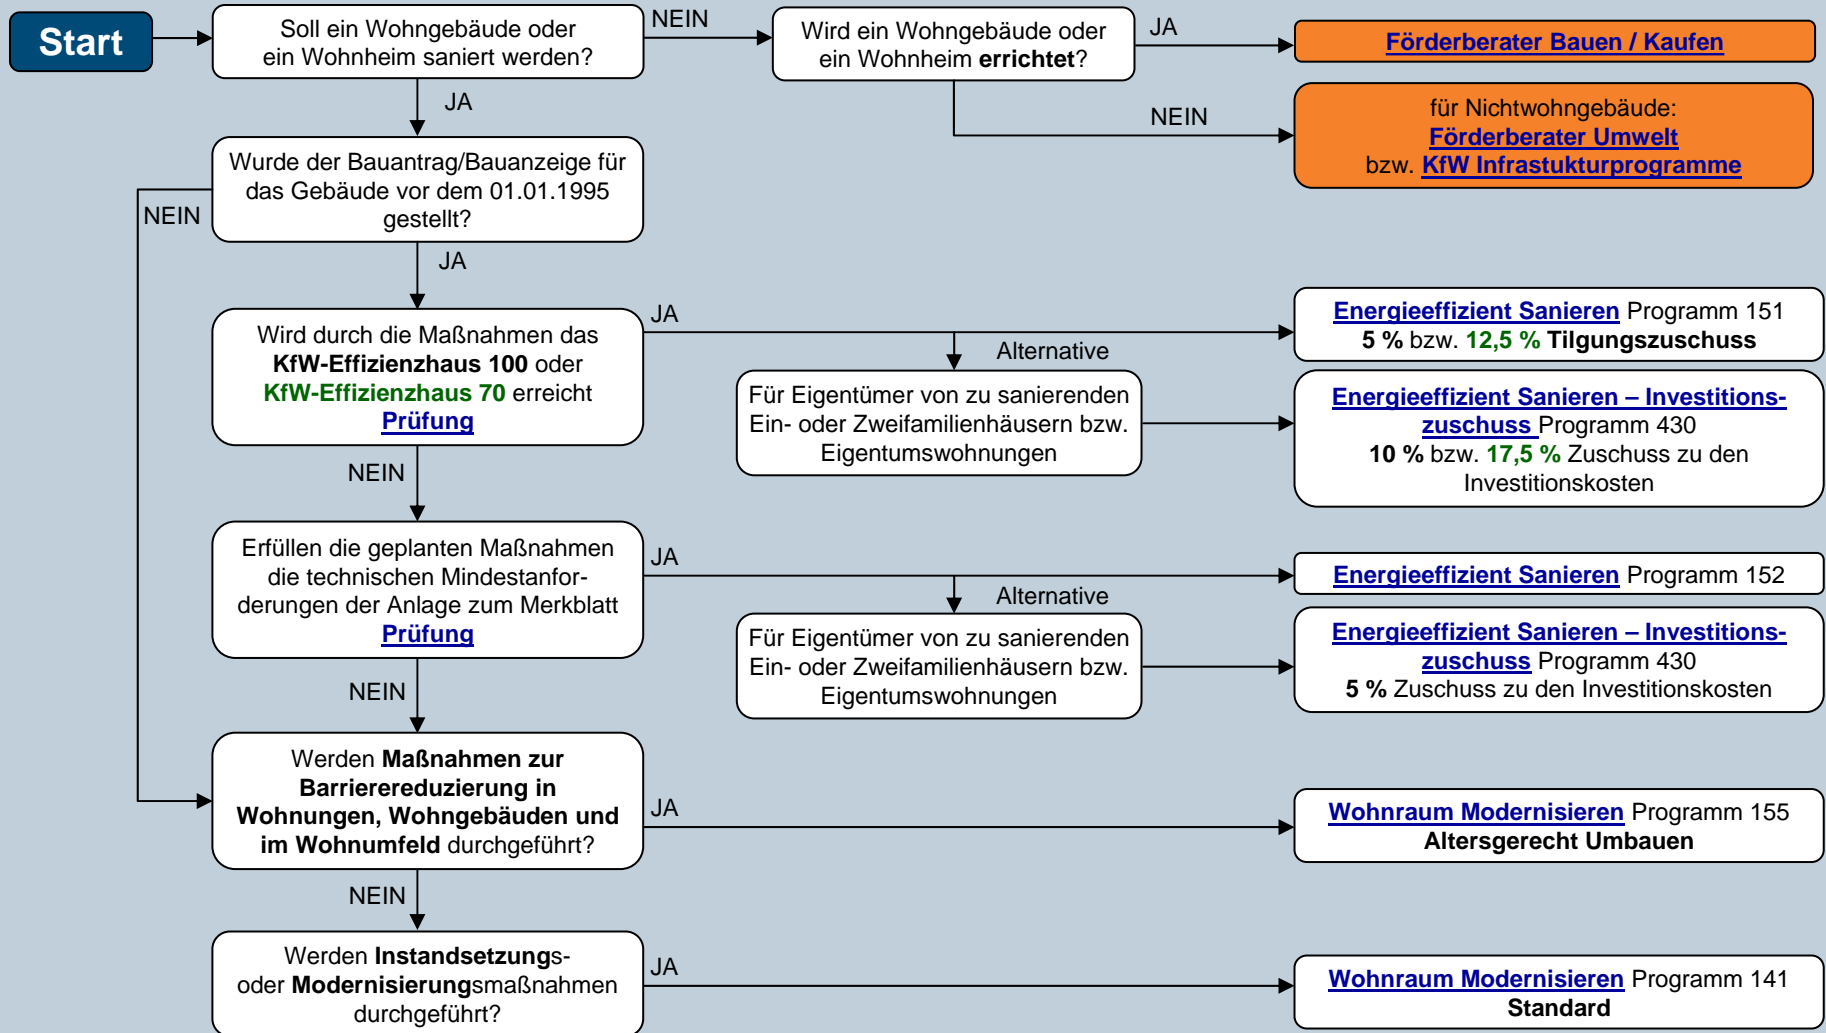 Start
Soll ein Wohngebäude oder
ein Wohnheim saniert werden?
NEIN
Wird ein Wohngebäude oder
ein Wohnheim errichtet?
JA
Förderberater Bauen / Kaufen
JA
NEIN
für Nichtwohngebäude:
Förderberater Umwelt
bzw. KfW Infrastukturprogramme
Wurde der Bauantrag/Bauanzeige für
das Gebäude vor dem 01.01.1995
gestellt?
NEIN
JA
Wird durch die Maßnahmen das
KfW-Effizienzhaus 100 oder
KfW-Effizienzhaus 70 erreicht
Prüfung
JA
Alternative
Energieeffizient Sanieren Programm 151
5 % bzw. 12,5 % Tilgungszuschuss
Für Eigentümer von zu sanierenden
Ein- oder Zweifamilienhäusern bzw.
Eigentumswohnungen
Energieeffizient Sanieren – Investitions-
zuschuss Programm 430
10 % bzw. 17,5 % Zuschuss zu den
Investitionskosten
NEIN
Erfüllen die geplanten Maßnahmen
die technischen Mindestanfor-
derungen der Anlage zum Merkblatt
Prüfung
JA
Alternative
Energieeffizient Sanieren Programm 152
Für Eigentümer von zu sanierenden
Ein- oder Zweifamilienhäusern bzw.
Eigentumswohnungen
Energieeffizient Sanieren – Investitions-
zuschuss Programm 430
5 % Zuschuss zu den Investitionskosten
NEIN
Werden Maßnahmen zur
Barrierereduzierung in
Wohnungen, Wohngebäuden und
im Wohnumfeld durchgeführt?
JA
Wohnraum Modernisieren Programm 155
Altersgerecht Umbauen
NEIN
Werden Instandsetzungs-
oder Modernisierungsmaßnahmen
durchgeführt?
JA
Wohnraum Modernisieren Programm 141
Standard